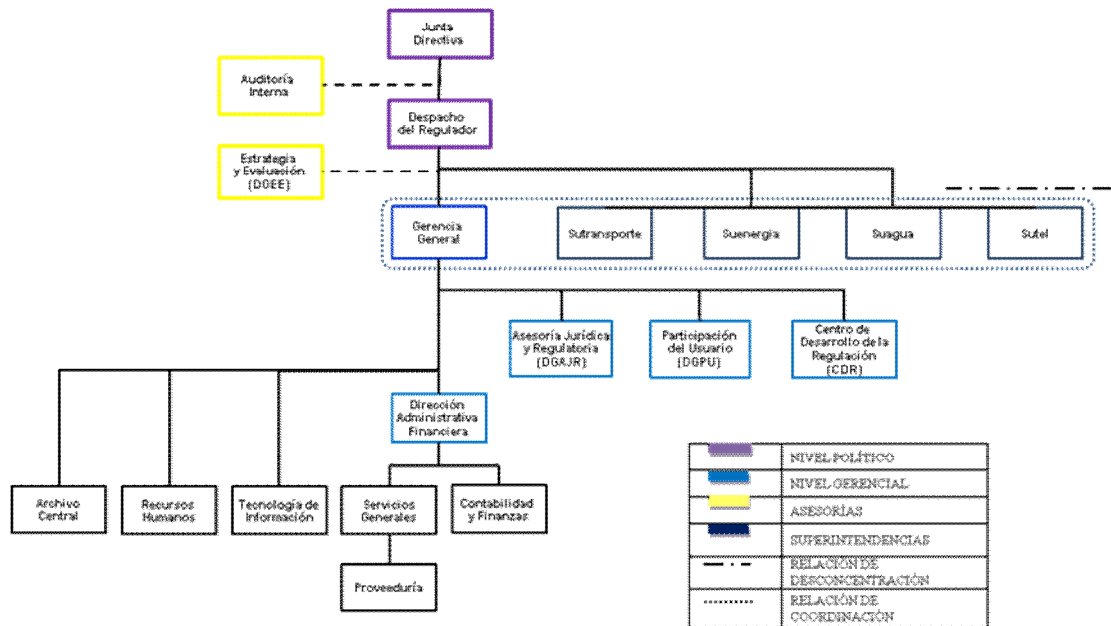 Junta
Directiva
Auditoría
Interna
Despacho
del Regulador
Estrategia
y Evaluación
(DGEE)
Gerencia
General
Sutransporte
Suenergía
Suagua
Sutel
Asesoría Jurídica
y Regulatoria
(DGAJR)
Participación
del Usuario
(DGPU)
Centro de
Desarrollo de la
Regulación
(CDR)
Dirección
Administrativa
Financiera
Archivo
Central
Recursos
Humanos
Tecnología de
Información
Servicios
Generales
Contabilidad
y Finanzas
Proveeduría
NIVEL POLÍTICO
NIVEL GERENCIAL
ASESORÍAS
SUPERINTENDENCIAS
RELACIÓN DE
DESCONCENTRACIÓN
RELACIÓN DE
COORDINACIÓN